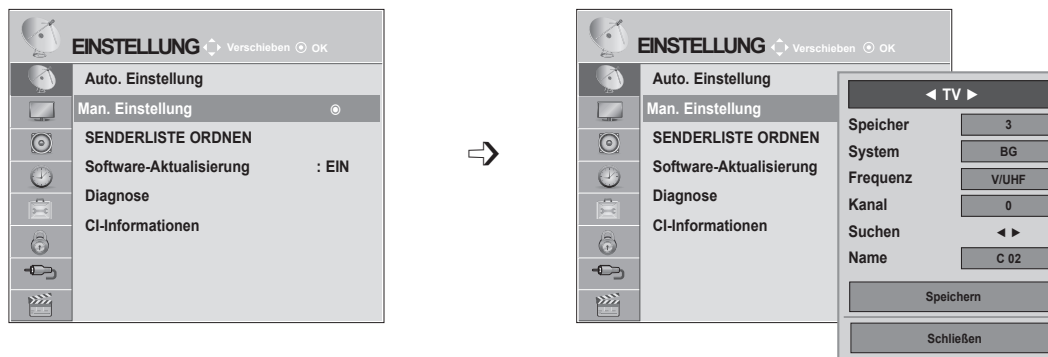 EINSTELLUNG Verschieben OK
Auto. Einstellung
Man. Einstellung
SENDERLISTE ORDNEN
Software-Aktualisierung : EIN
Diagnose
CI-Informationen
EINSTELLUNG Verschieben OK
Auto. Einstellung
Man. Einstellung
SENDERLISTE ORDNEN
Software-Aktualisierung
Diagnose
CI-Informationen
◄ TV ►
Speicher 3
System BG
Frequenz V/UHF
Kanal 0
Suchen ◄ ►
Name C 02
Speichern
Schließen